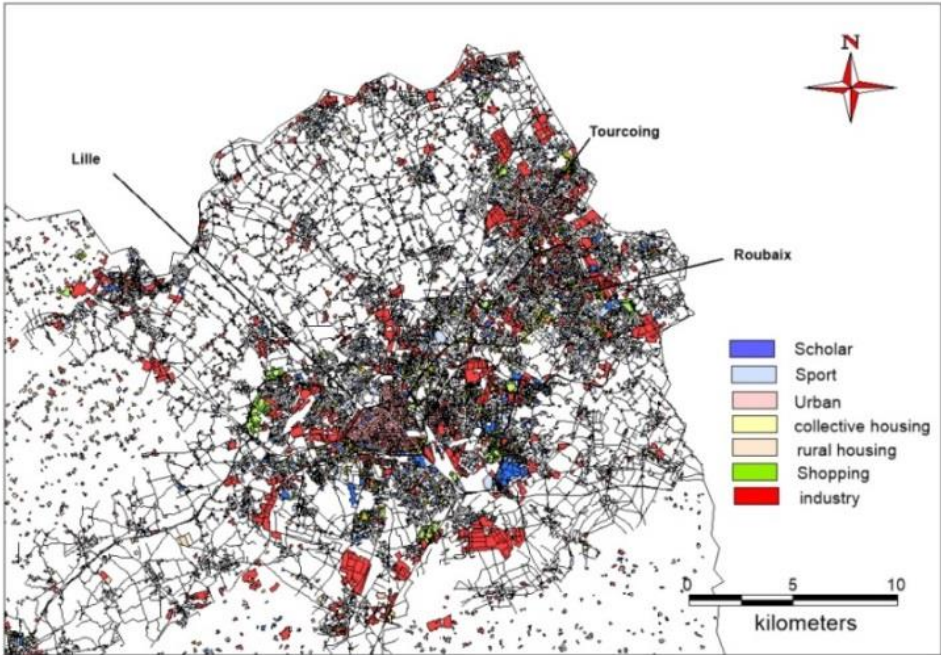 N
Tourcoing
Lille
Roubaix
Scholar
Sport
Urban
collective housing
rural housing
Shopping
industry
0 5 10
kilometers